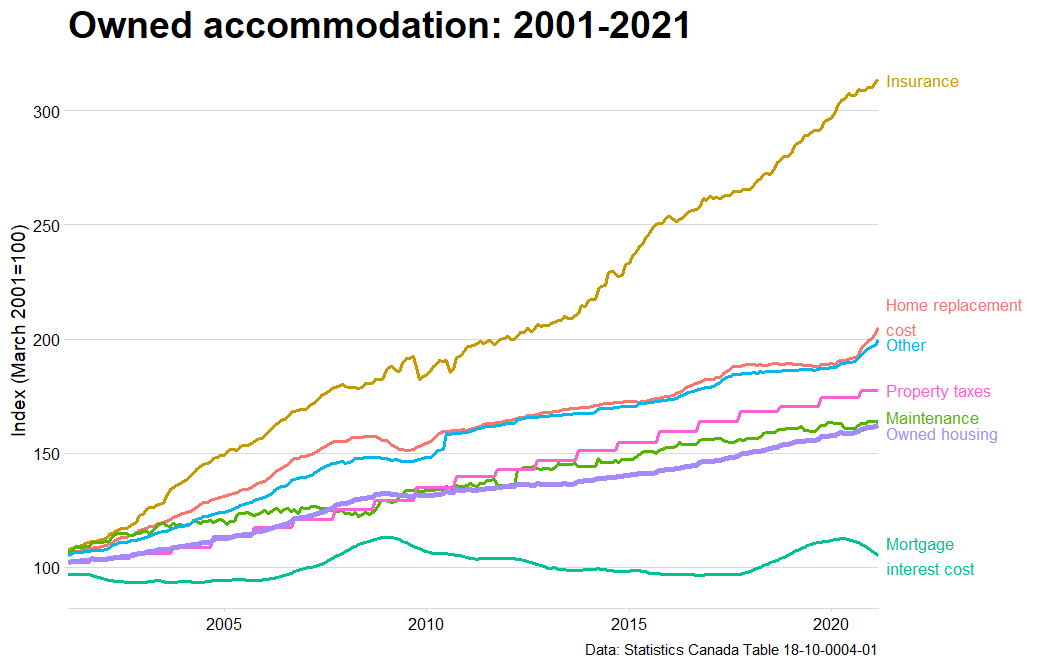 Owned accommodation: 2001-2021
Index (March 2001=100)
300
250
200
150
100
2005
2010
2015
2020
Insurance
Home replacement
cost
Other
Property taxes
Maintenance
Owned housing
Mortgage
interest cost
Data: Statistics Canada Table 18-10-0004-01